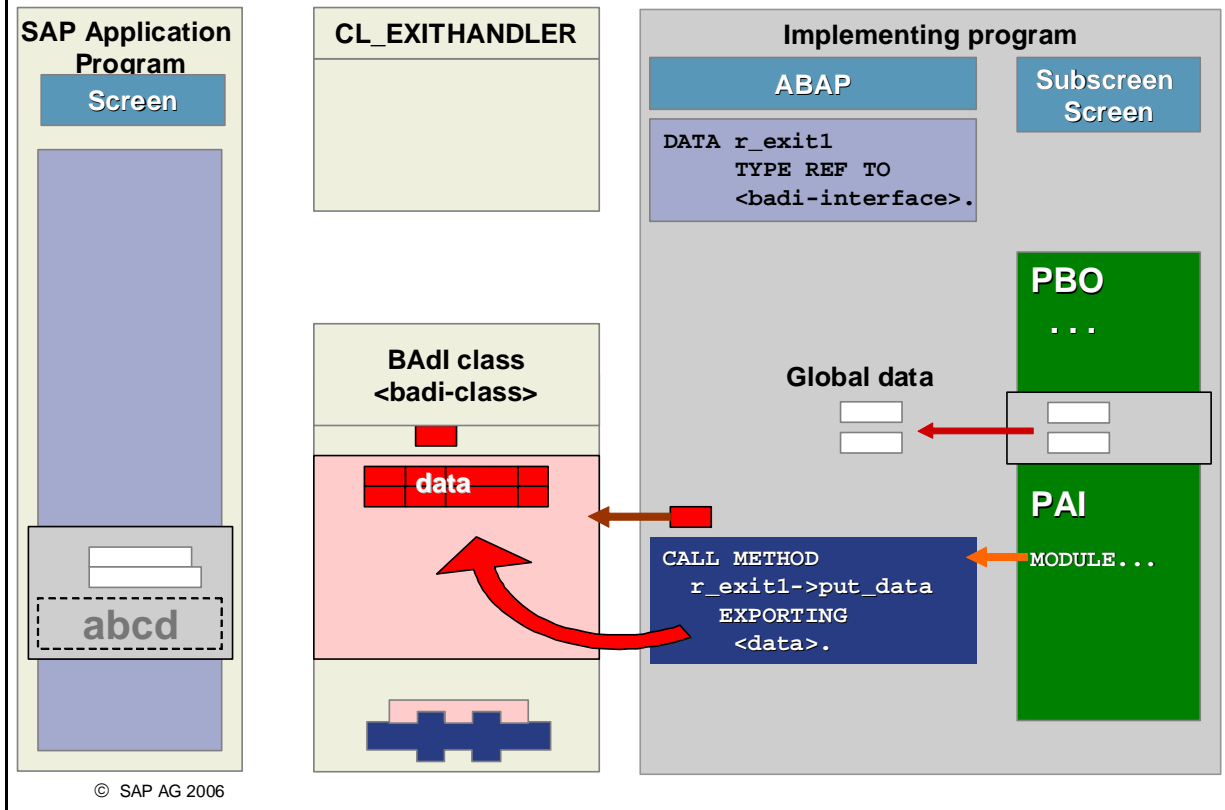 SAP Application
Program
Screen
abcd
CL_EXITHANDLER
BAdI class
<badi-class>
data
Implementing program
ABAP
DATA r_exit1
TYPE REF TO
<badi-interface>.
Subscreen
Screen
PBO
...
Global data
PAI
MODULE...
CALL METHOD
r_exit1->put_data
EXPORTING
<data>.
© SAP AG 2006